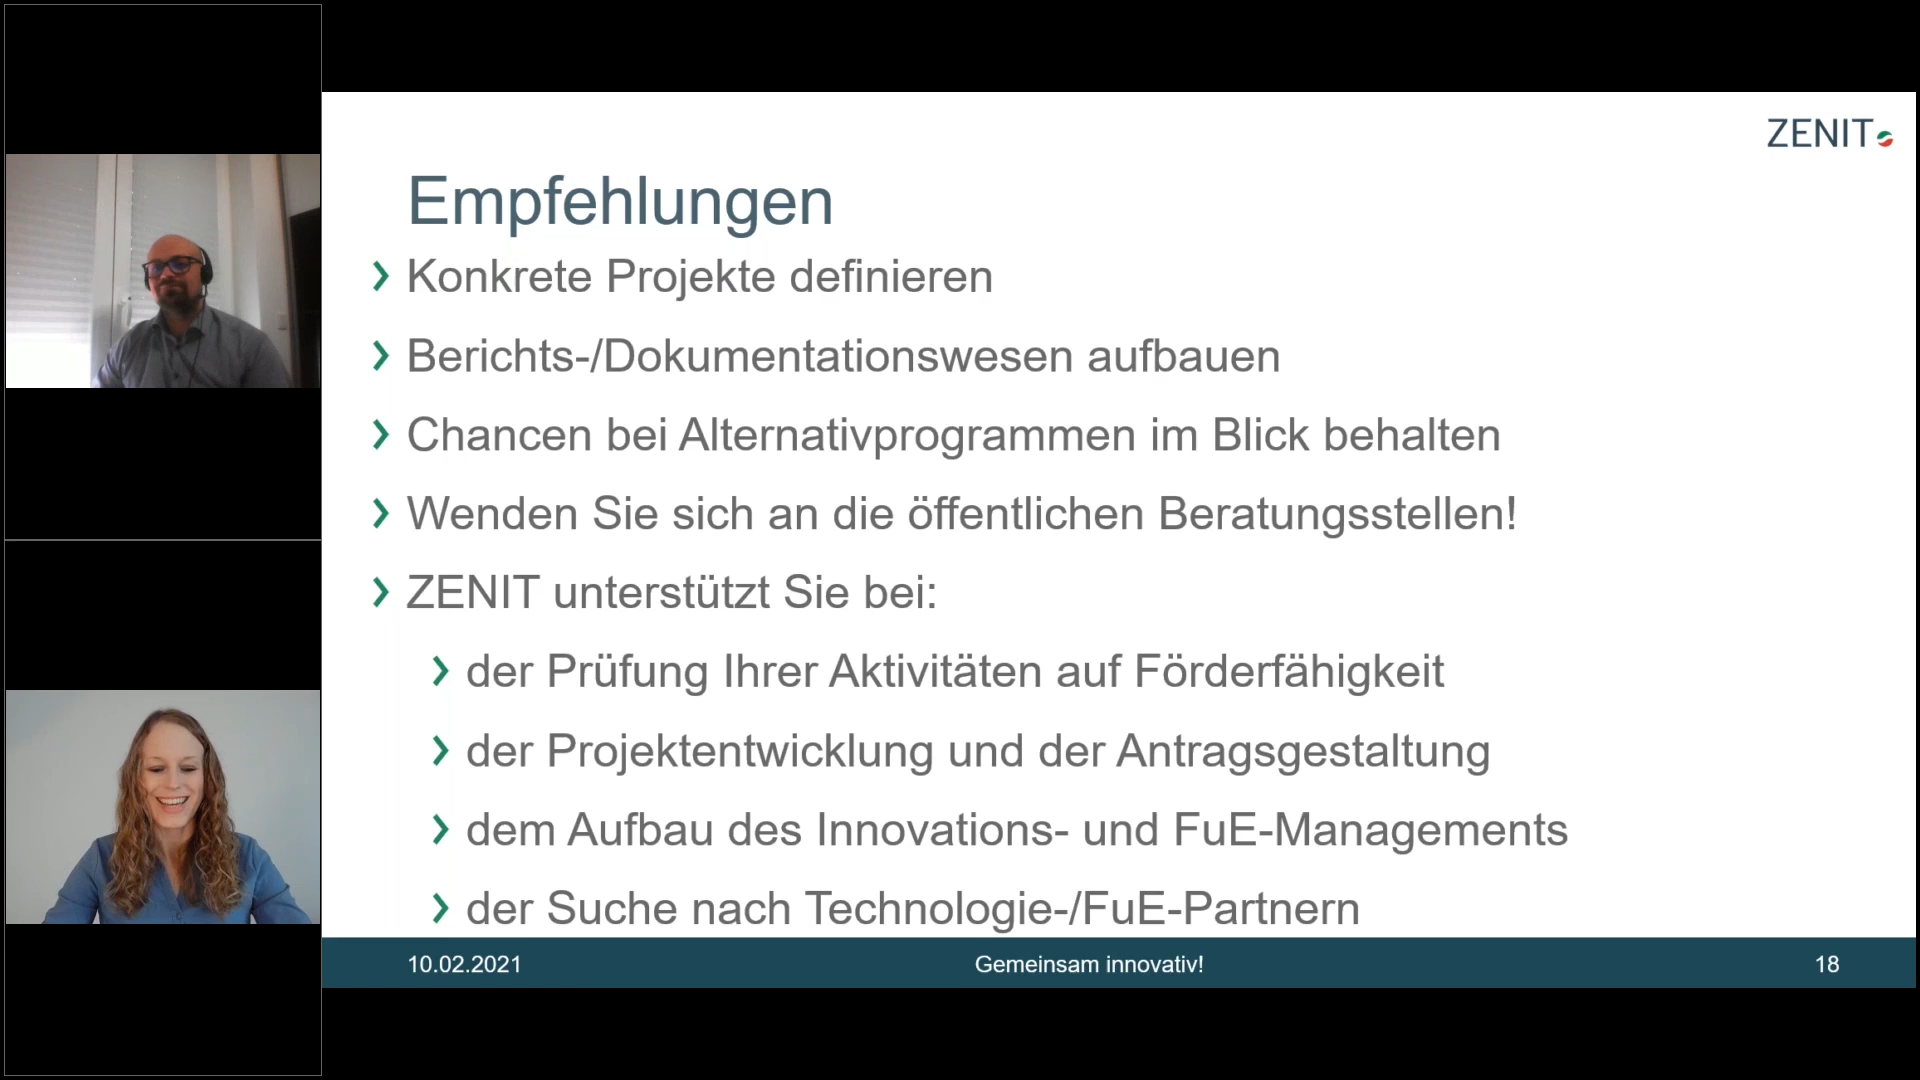 ZENIT
Empfehlungen
Konkrete Projekte definieren
Berichts-/Dokumentationswesen aufbauen
Chancen bei Alternativprogrammen im Blick behalten
Wenden Sie sich an die öffentlichen Beratungsstellen!
ZENIT unterstützt Sie bei:
der Prüfung Ihrer Aktivitäten auf Förderfähigkeit
der Projektentwicklung und der Antragsgestaltung
dem Aufbau des Innovations- und FuE-Managements
der Suche nach Technologie-/FuE-Partnern
10.02.2021 Gemeinsam innovativ! 18